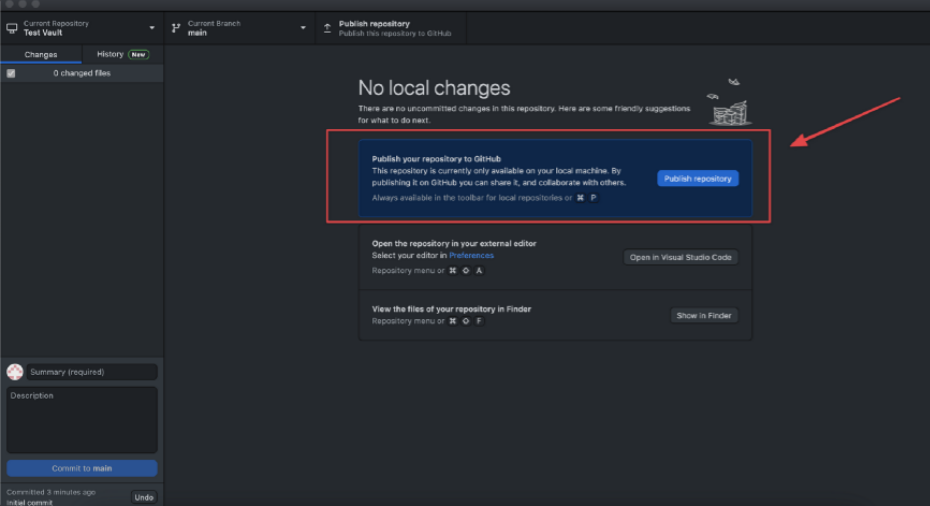 Current Repository
Test Vault
Current Branch
main
Publish repository
Publish this repository to GitHub
Changes
History New
0 changed files
No local changes
There are no uncommitted changes in this repository. Here are some friendly suggestions
for what to do next.
Publish your repository to GitHub
This repository is currently only available on your local machine. By
publishing it on GitHub you can share it, and collaborate with others.
Always available in the toolbar for local repositories or ⌘ P
Publish repository
Open the repository in your external editor
Select your editor in Preferences
Repository menu or ⌘ ⇧ A
Open in Visual Studio Code
View the files of your repository in Finder
Repository menu or ⌘ ⇧ F
Show in Finder
Summary (required)
Description
Commit to main
Committed 3 minutes ago
Initial commit
Undo